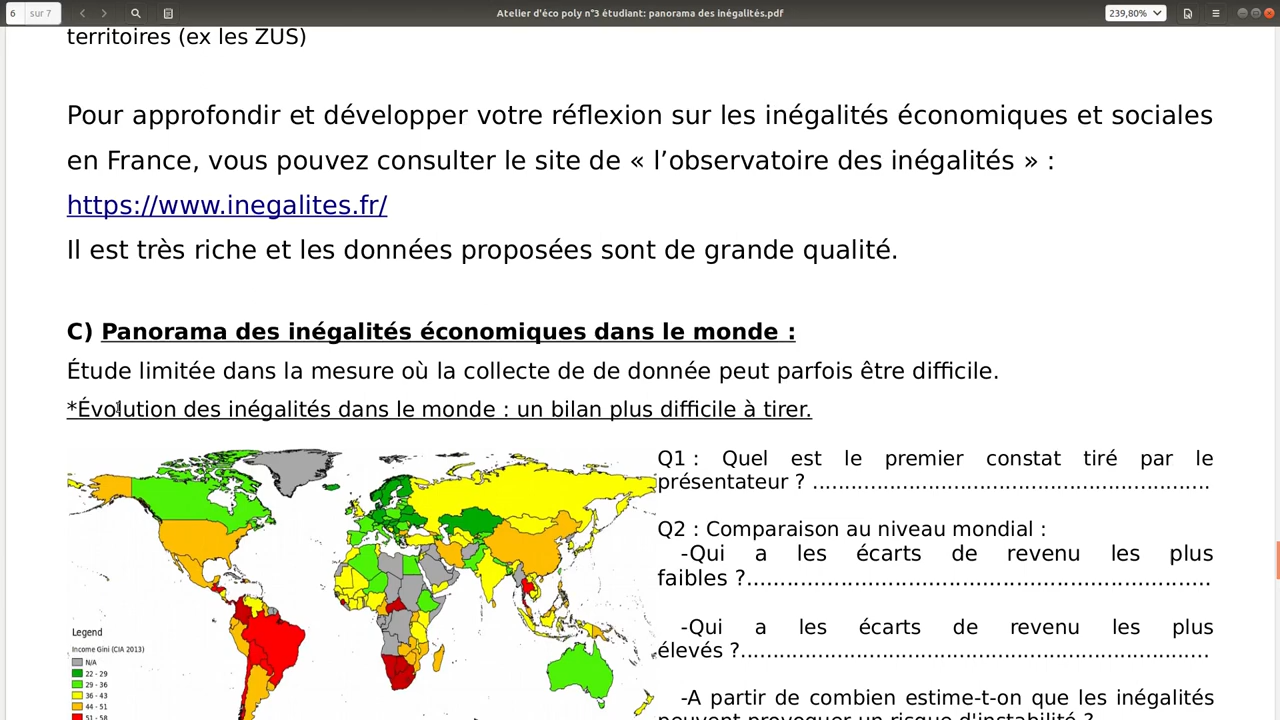 6 sur 7
Atelier d'éco poly n°3 étudiant: panorama des inégalités.pdf
239,80%
territoires (ex les ZUS)
Pour approfondir et développer votre réflexion sur les inégalités économiques et sociales
en France, vous pouvez consulter le site de « l’observatoire des inégalités » :
https://www.inegalites.fr/
Il est très riche et les données proposées sont de grande qualité.
C) Panorama des inégalités économiques dans le monde :
Étude limitée dans la mesure où la collecte de de donnée peut parfois être difficile.
*Évolution des inégalités dans le monde : un bilan plus difficile à tirer.
Q1 : Quel est le premier constat tiré par le
présentateur ? ............................................................
Q2 : Comparaison au niveau mondial :
-Qui a les écarts de revenu les plus
faibles ?......................................................................
-Qui a les écarts de revenu les plus
élevés ?.......................................................................
-A partir de combien estime-t-on que les inégalités
peuvent provoquer un risque d'instabilité ?
Legend
Income Gini (CIA 2013)
N/A
22 - 29
29 - 36
36 - 43
44 - 51
51 - 58